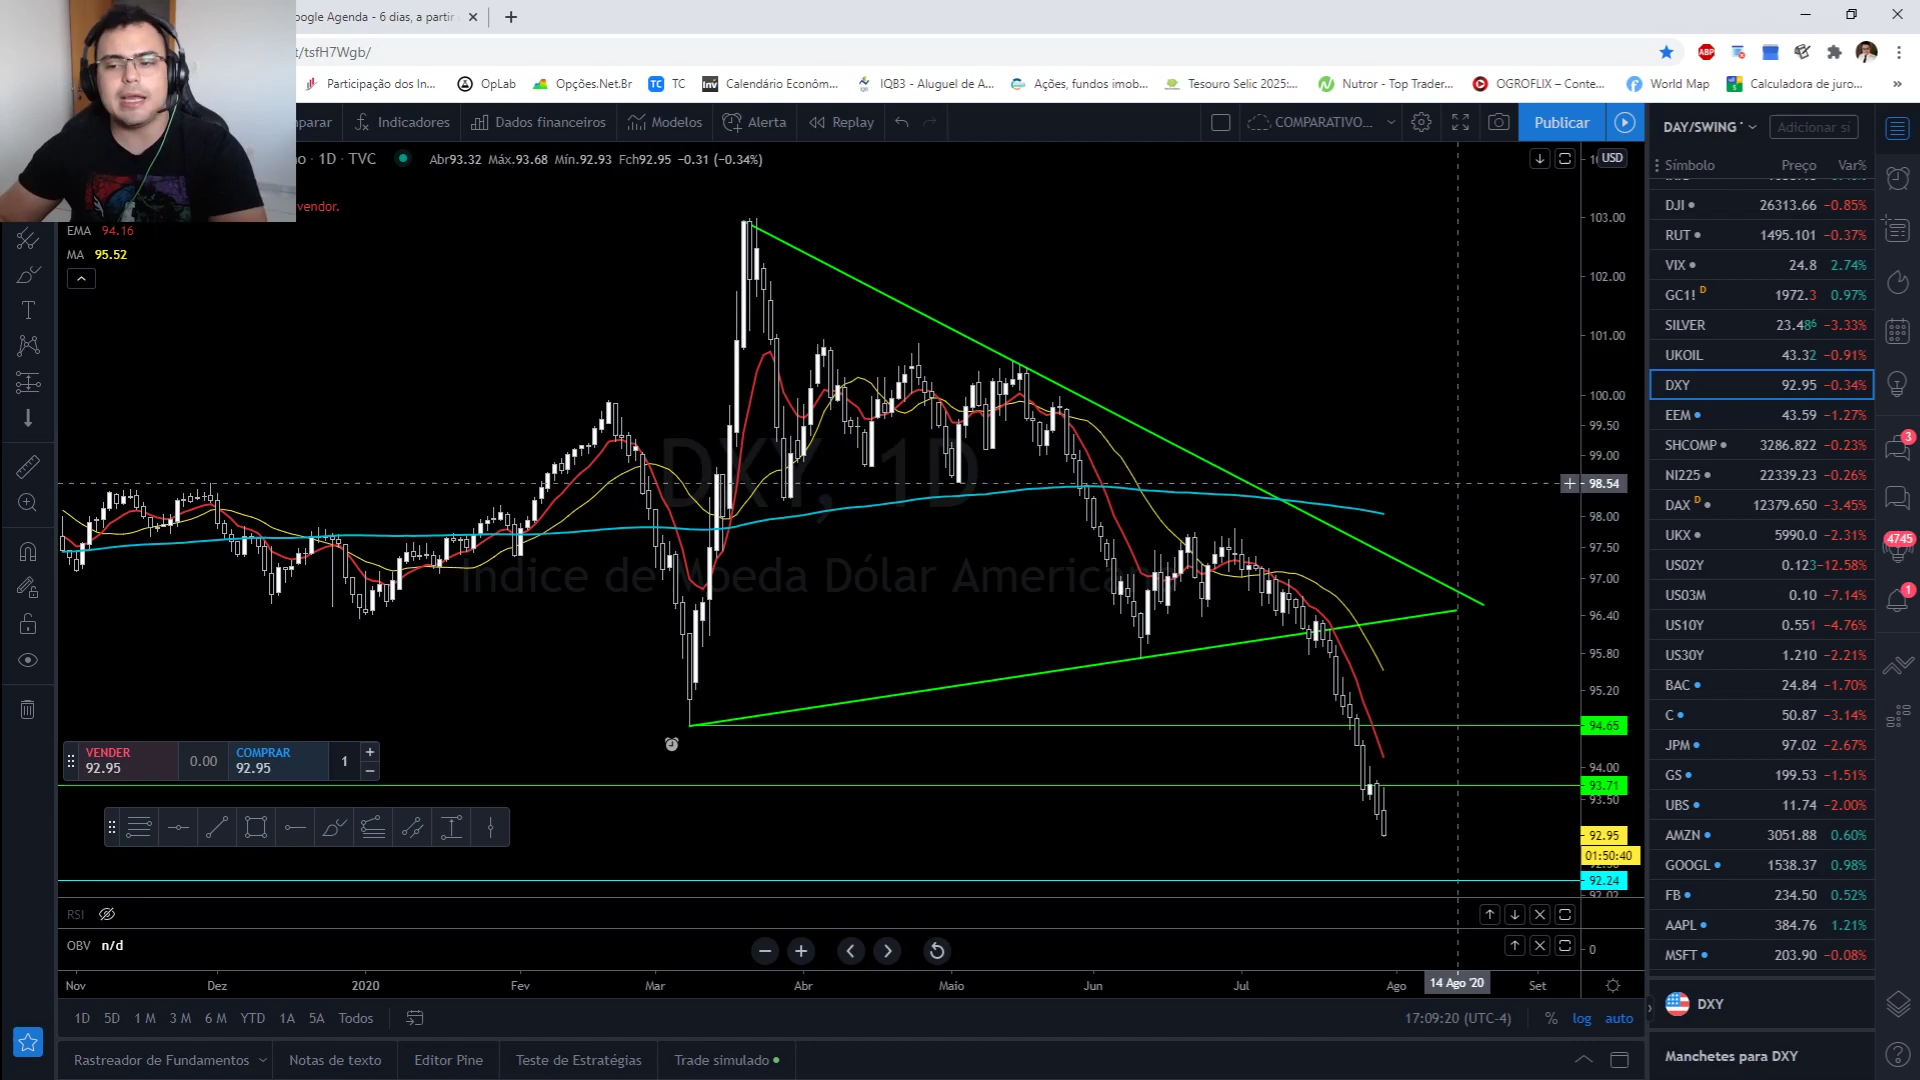 oogle Agenda - 6 dias, a partir
t/tsfH7Wgb/
Participação dos In...
OpLab
Opções.Net.Br
TC TC
Inv Calendário Econôm...
IQB3 - Aluguel de A...
Ações, fundos imob...
Tesouro Selic 2025:...
Nutror - Top Trader...
OGROFLIX – Conte...
World Map
Calculadora de juro...
»
ABP
parar
Indicadores
Dados financeiros
Modelos
Alerta
Replay
COMPARATIVO...
Publicar
o · 1D · TVC
Abr93.32 Máx.93.68 Mín.92.93 Fch92.95 −0.31 (−0.34%)
vendor.
EMA 94.16
MA 95.52
DXY, 1D
VENDER
92.95
0.00
COMPRAR
92.95
1
USD
103.00
102.00
101.00
100.00
99.50
99.00
98.54
98.00
97.50
97.00
96.40
95.80
95.20
94.65
94.00
93.71
93.50
92.95
01:50:40
92.24
92.02
RSI
OBV n/d
0
Nov Dez 2020 Fev Mar Abr Maio Jun Jul Ago 14 Ago '20 Set
1D 5D 1 M 3 M 6 M YTD 1A 5A Todos
17:09:20 (UTC-4) % log auto
Rastreador de Fundamentos
Notas de texto
Editor Pine
Teste de Estratégias
Trade simulado
DAY/SWING
Adicionar sí
Símbolo Preço Var%
DJI 26313.66 −0.85%
RUT 1495.101 −0.37%
VIX 24.8 2.74%
GC1! D 1972.3 0.97%
SILVER 23.486 −3.33%
UKOIL 43.32 −0.91%
DXY 92.95 −0.34%
EEM 43.59 −1.27%
SHCOMP 3286.822 −0.23%
NI225 22339.23 −0.26%
DAX D 12379.650 −3.45%
UKX 5990.0 −2.31%
US02Y 0.123 −12.58%
US03M 0.10 −7.14%
US10Y 0.551 −4.76%
US30Y 1.210 −2.21%
BAC 24.84 −1.70%
C 50.87 −3.14%
JPM 97.02 −2.67%
GS 199.53 −1.51%
UBS 11.74 −2.00%
AMZN 3051.88 0.60%
GOOGL 1538.37 0.98%
FB 234.50 0.52%
AAPL 384.76 1.21%
MSFT 203.90 −0.08%
DXY
Manchetes para DXY
3
4745
1